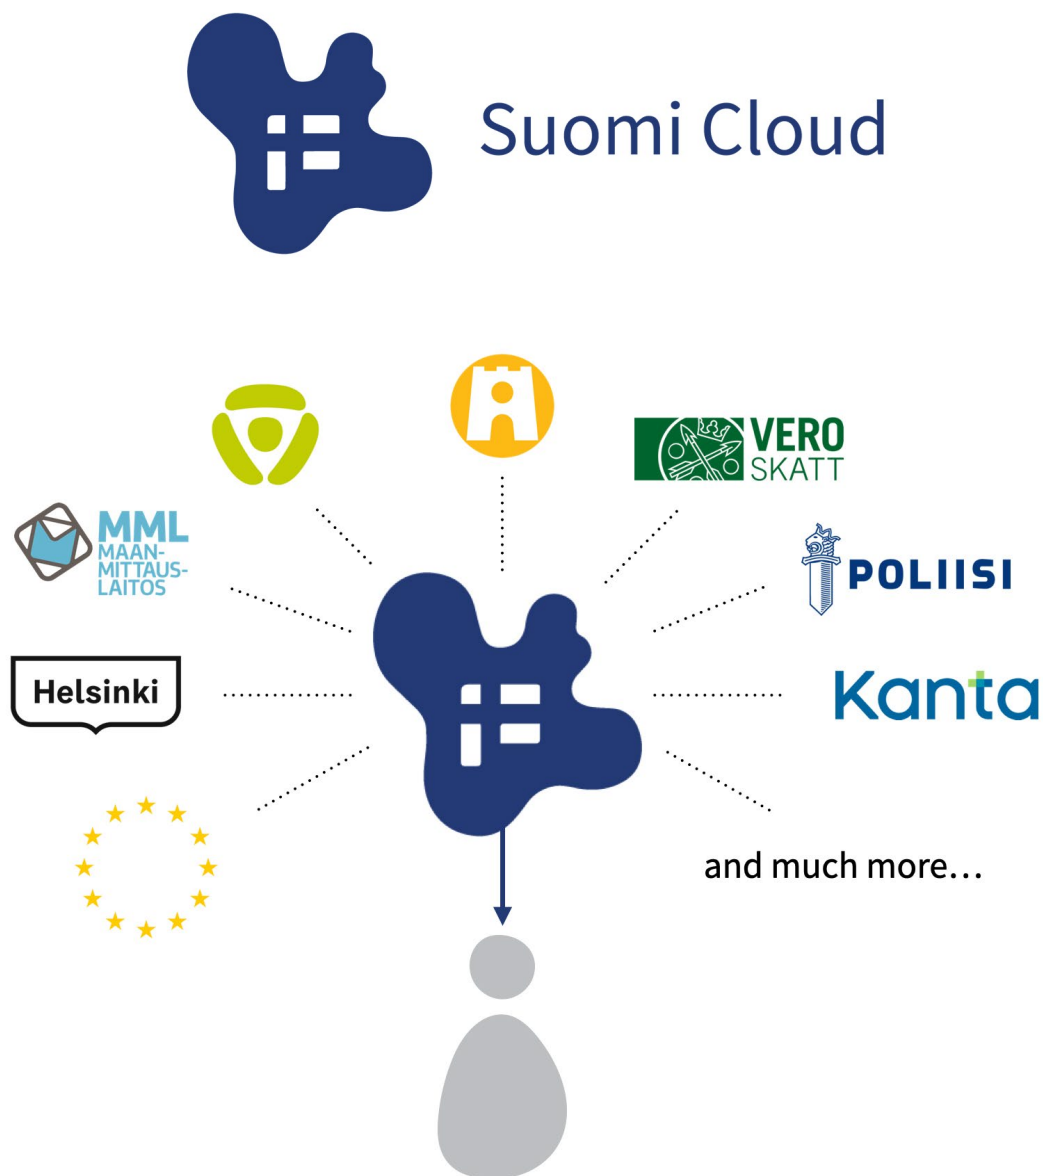 Suomi Cloud
VERO
SKATT
MML
MAAN-
MITTAUS-
LAITOS
POLIISI
Helsinki
Kanta
and much more...